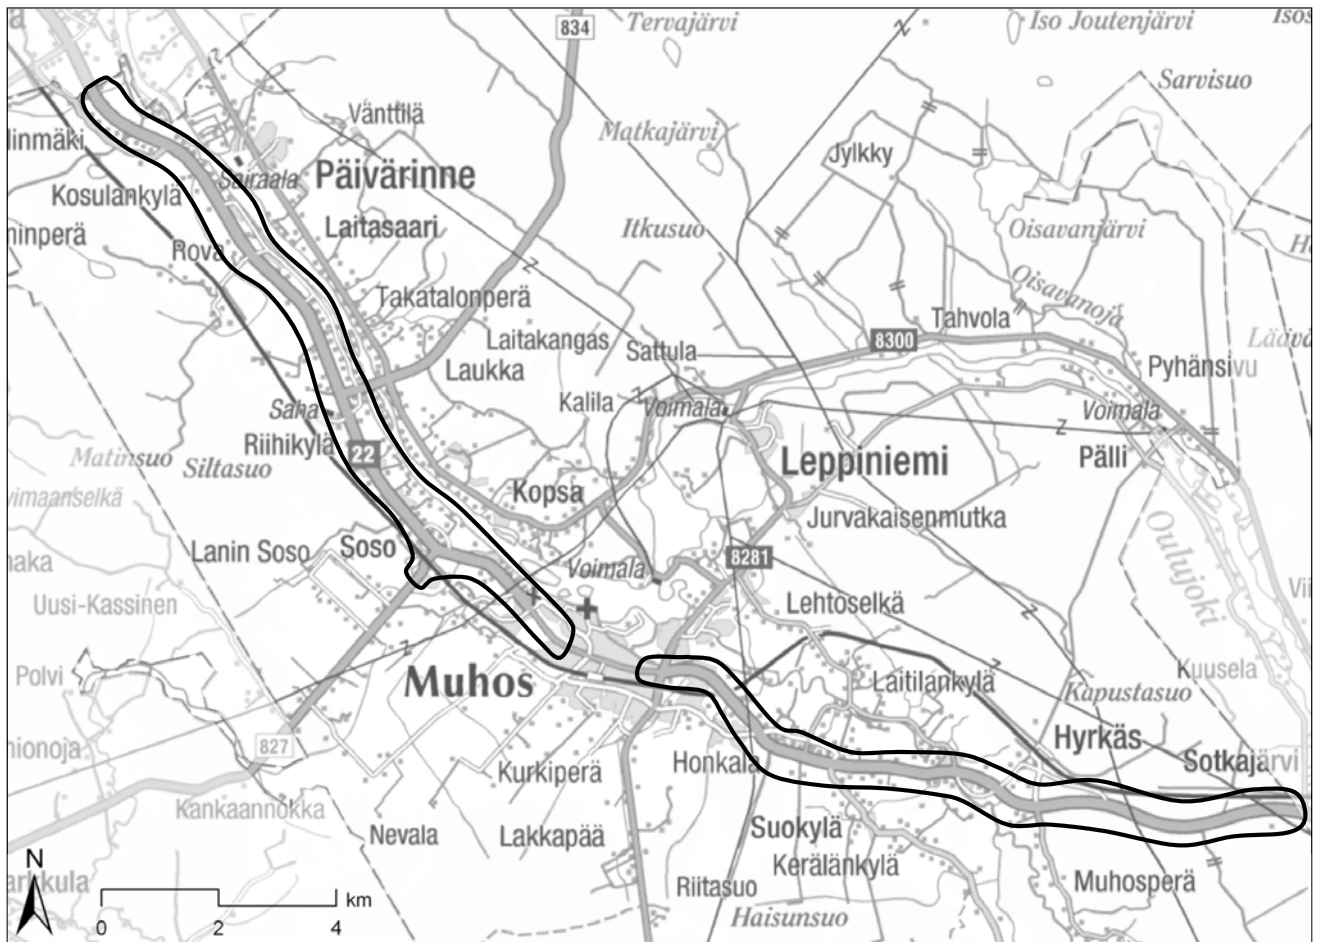 834
Tervajärvi
Iso Joutenjärvi
Sarvisuo
Vänttilä
Matkajärvi
Jylkky
Sairaala
Päivärinne
Kosulankylä
Laitasaari
Itkusuo
Oisavanjärvi
Rova
Oisavanoja
Takatalonperä
Tahvola
Laitakangas
8300
Sattula
Pyhänsivu
Laukka
Kalila
Voimala
Voimala
Saha
Riihikylä
22
Matinsuo
Siltasuo
Leppiniemi
Pälli
Kopsa
Jurvakaisenmutka
Oulujoki
Lanin Soso
Soso
Voimala
8281
Uusi-Kassinen
Lehtoselkä
Polvi
Muhos
Laitilankylä
Kuusela
Kapustasuo
827
Hyrkäs
Sotkajärvi
Honkala
Kurkiperä
Kankaannokka
Nevala
Lakkapää
Suokylä
Kerälänkylä
Riitasuo
Muhosperä
Haisunsuo
N
0 2 4 km